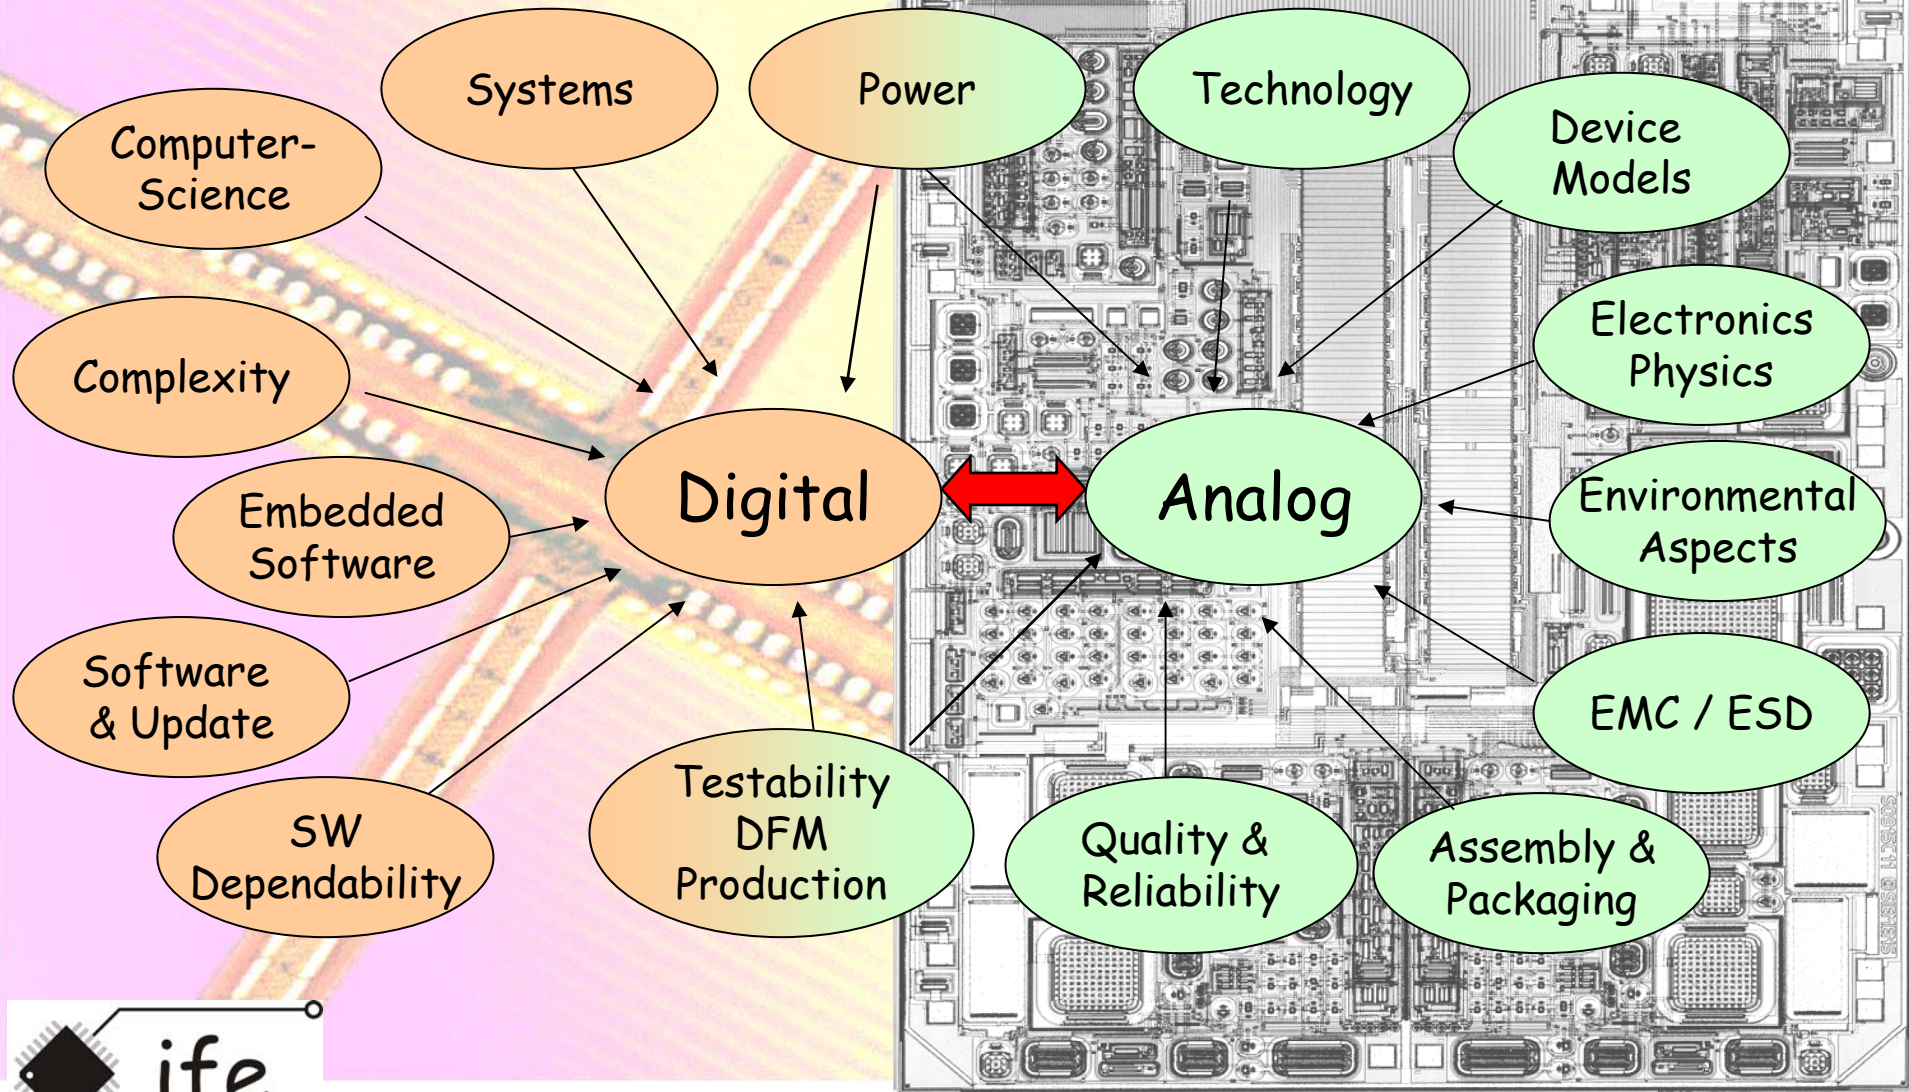 Systems
Power
Technology
Computer-
Science
Device
Models
Electronics
Physics
Complexity
Digital
Analog
Embedded
Software
Environmental
Aspects
Software
& Update
EMC / ESD
Testability
DFM
Production
SW
Dependability
Quality &
Reliability
Assembly &
Packaging
ife